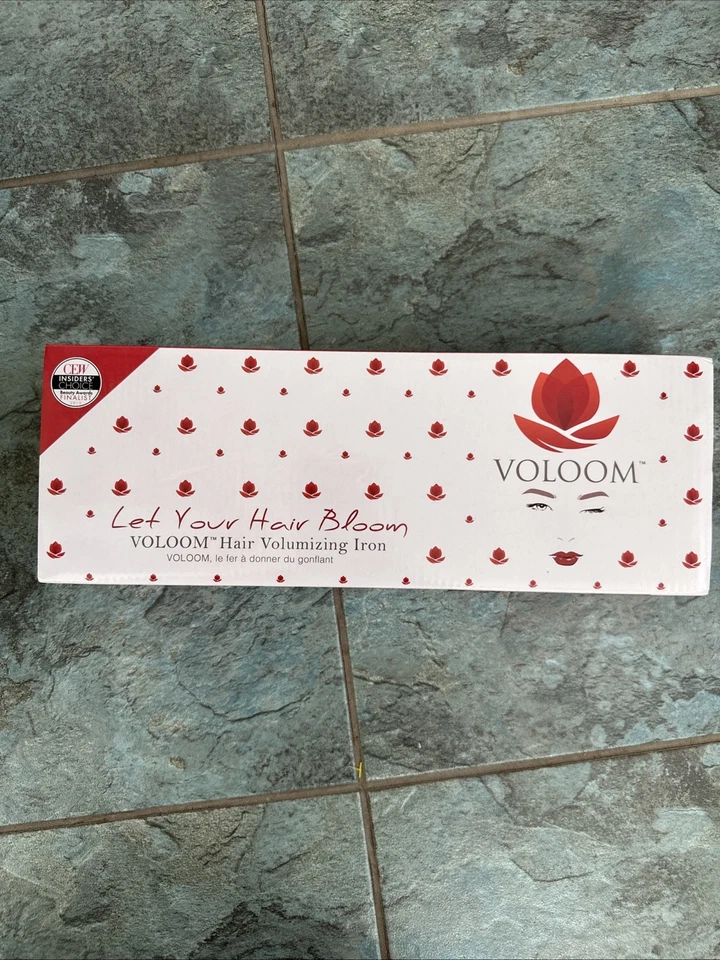 CEW
INSIDERS'
CHOICE
Beauty Awards
FINALIST
VOLOOM™
Let Your Hair Bloom
VOLOOM™ Hair Volumizing Iron
VOLOOM, le fer à donner du gonflant